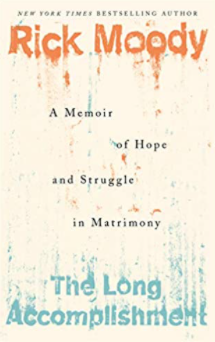 NEW YORK TIMES BESTSELLING AUTHOR
Rick Moody
A Memoir
of Hope
and Struggle
in Matrimony
The Long
Accomplishment